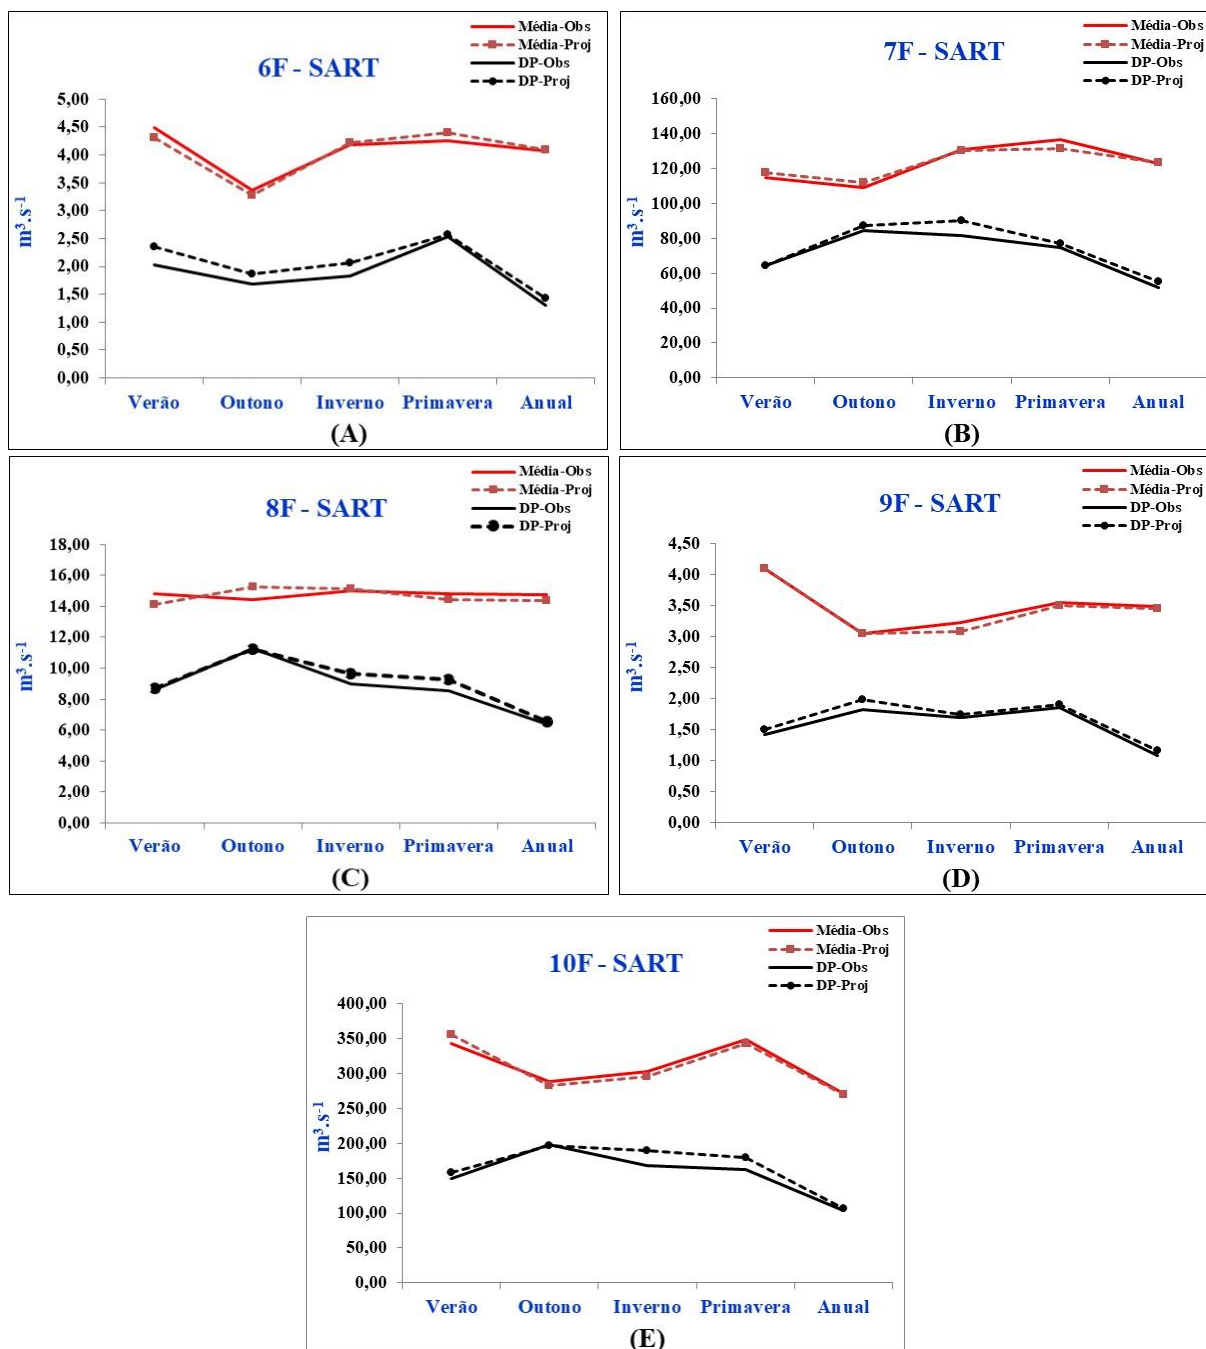 Média-Obs
Média-Proj
DP-Obs
DP-Proj
6F - SART
5,00
4,50
4,00
3,50
3,00
2,50
2,00
1,50
1,00
0,50
0,00
m³.s⁻¹
Verão Outono Inverno Primavera Anual
(A)
Média-Obs
Média-Proj
DP-Obs
DP-Proj
7F - SART
160,00
140,00
120,00
100,00
80,00
60,00
40,00
20,00
0,00
m³.s⁻¹
Verão Outono Inverno Primavera Anual
(B)
Média-Obs
Média-Proj
DP-Obs
DP-Proj
8F - SART
18,00
16,00
14,00
12,00
10,00
8,00
6,00
4,00
2,00
0,00
m³.s⁻¹
Verão Outono Inverno Primavera Anual
(C)
Média-Obs
Média-Proj
DP-Obs
DP-Proj
9F - SART
4,50
4,00
3,50
3,00
2,50
2,00
1,50
1,00
0,50
0,00
m³.s⁻¹
Verão Outono Inverno Primavera Anual
(D)
Média-Obs
Média-Proj
DP-Obs
DP-Proj
10F - SART
400,00
350,00
300,00
250,00
200,00
150,00
100,00
50,00
0,00
m³.s⁻¹
Verão Outono Inverno Primavera Anual
(E)